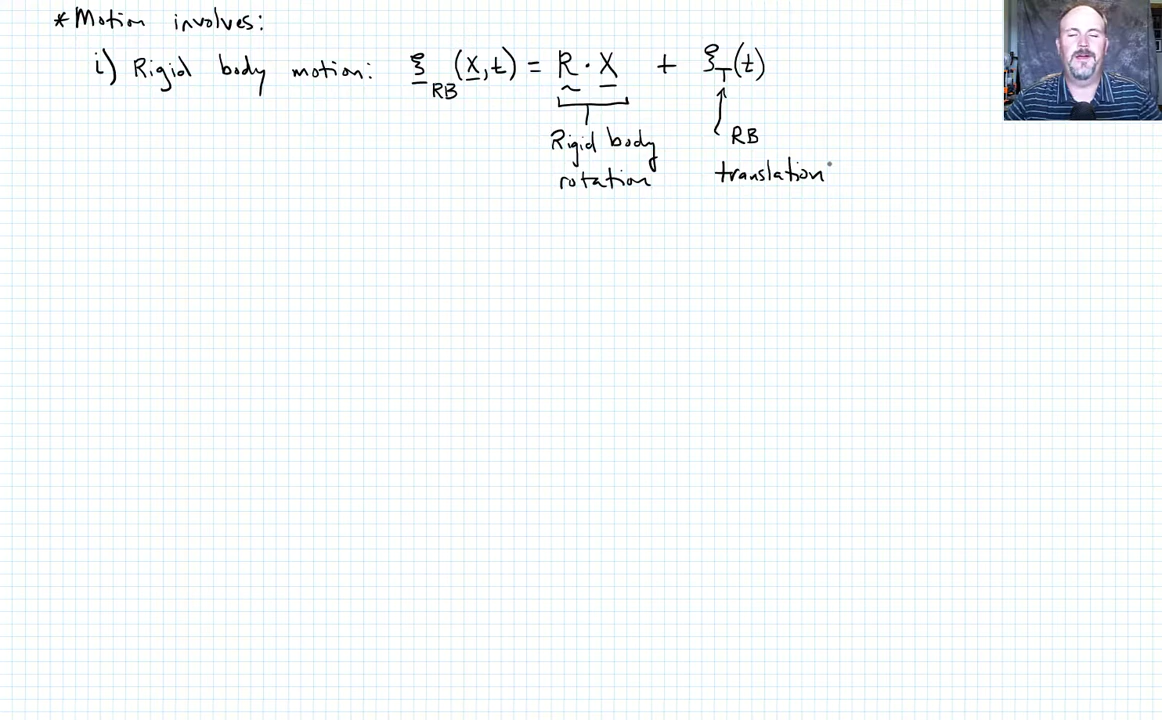 *Motion involves:
i) Rigid body motion: ξ_RB (X,t) = R · X + ξ_T(t)
Rigid body rotation
RB translation